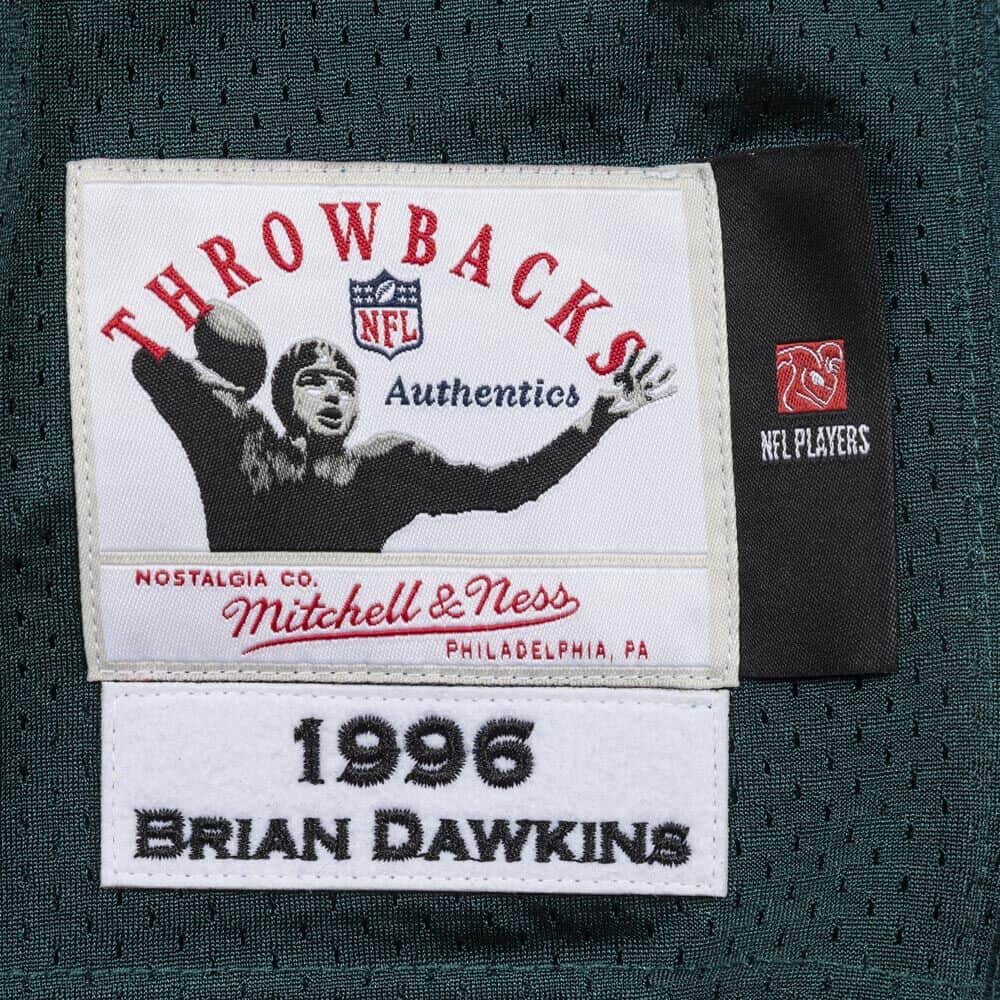 THROWBACKS
NFL
Authentics
NFL PLAYERS
NOSTALGIA CO.
Mitchell & Ness
PHILADELPHIA, PA
1996
BRIAN DAWKINS